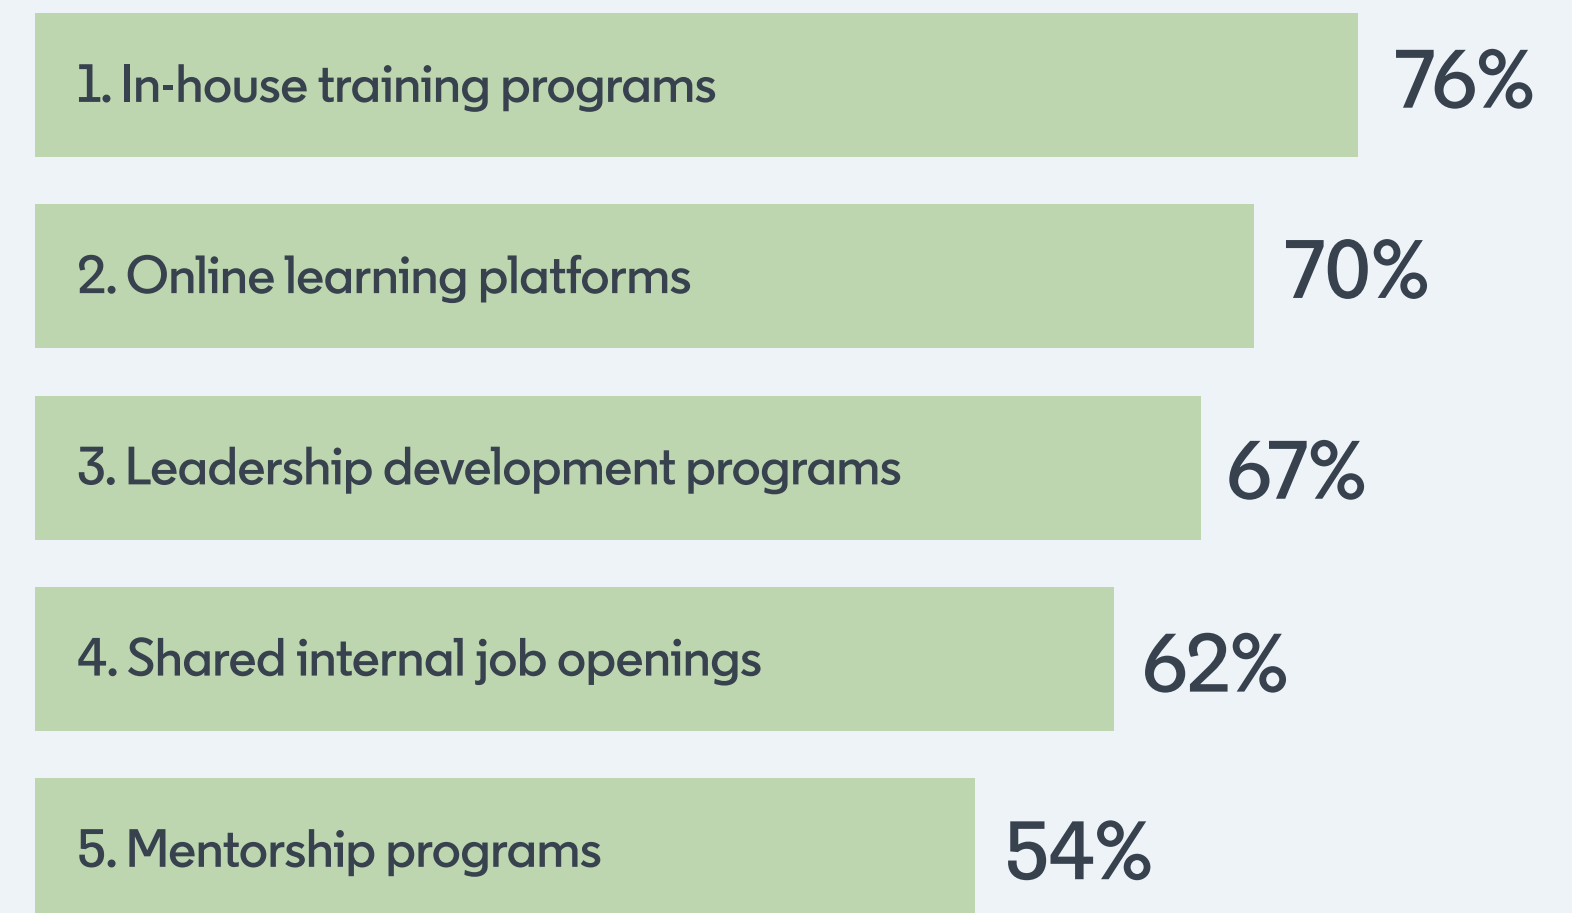 1. In-house training programs 76%
2. Online learning platforms 70%
3. Leadership development programs 67%
4. Shared internal job openings 62%
5. Mentorship programs 54%